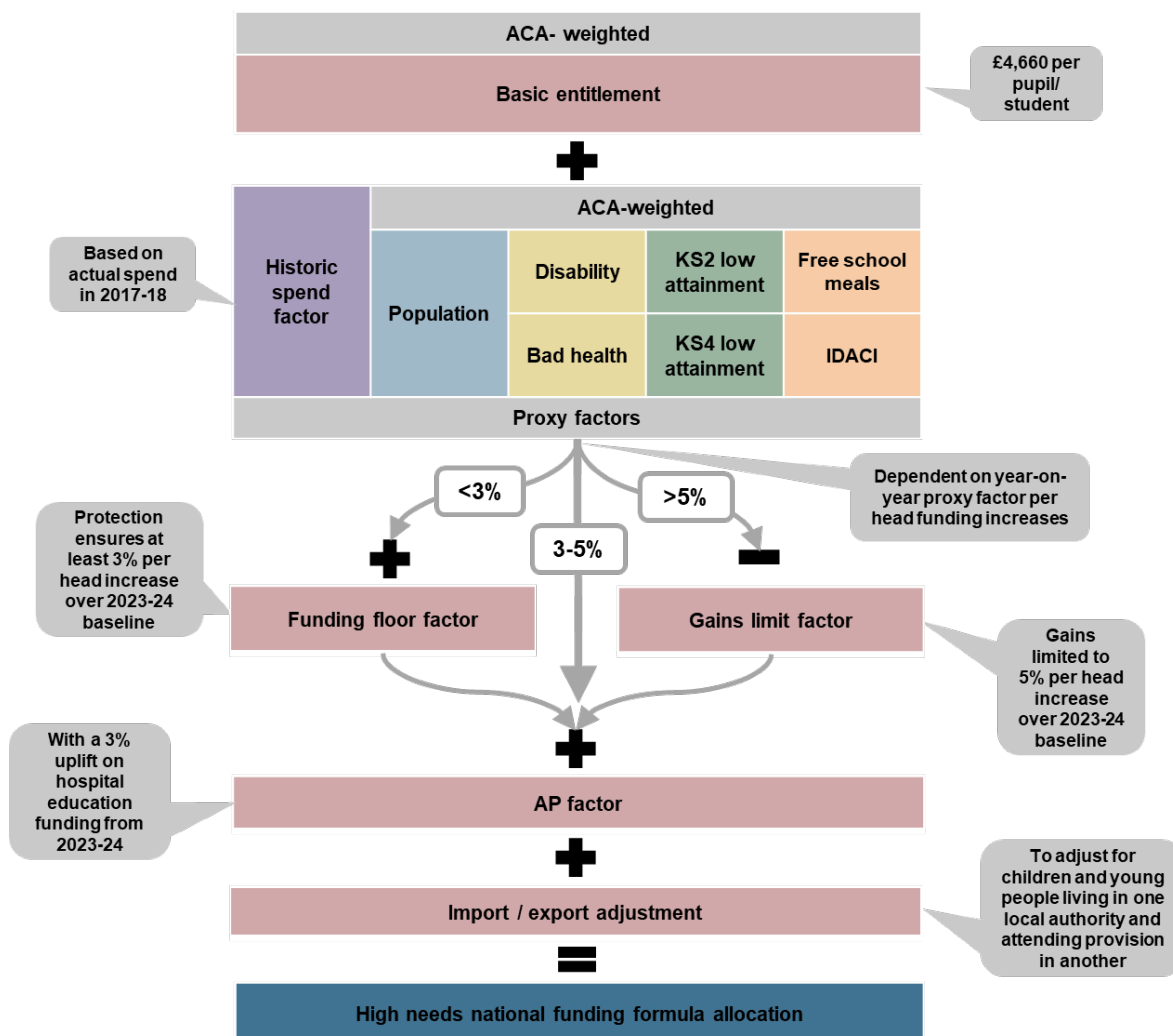 ACA- weighted
Basic entitlement
£4,660 per
pupil/
student
ACA-weighted
Based on
actual spend
in 2017-18
Historic
spend
factor
Population
Disability
KS2 low
attainment
Free school
meals
Bad health
KS4 low
attainment
IDACI
Proxy factors
<3%
3-5%
>5%
Dependent on year-on-
year proxy factor per
head funding increases
Protection
ensures at
least 3% per
head increase
over 2023-24
baseline
Funding floor factor
Gains limit factor
Gains
limited to
5% per head
increase
over 2023-24
baseline
With a 3%
uplift on
hospital
education
funding from
2023-24
AP factor
Import / export adjustment
To adjust for
children and young
people living in one
local authority and
attending provision
in another
High needs national funding formula allocation